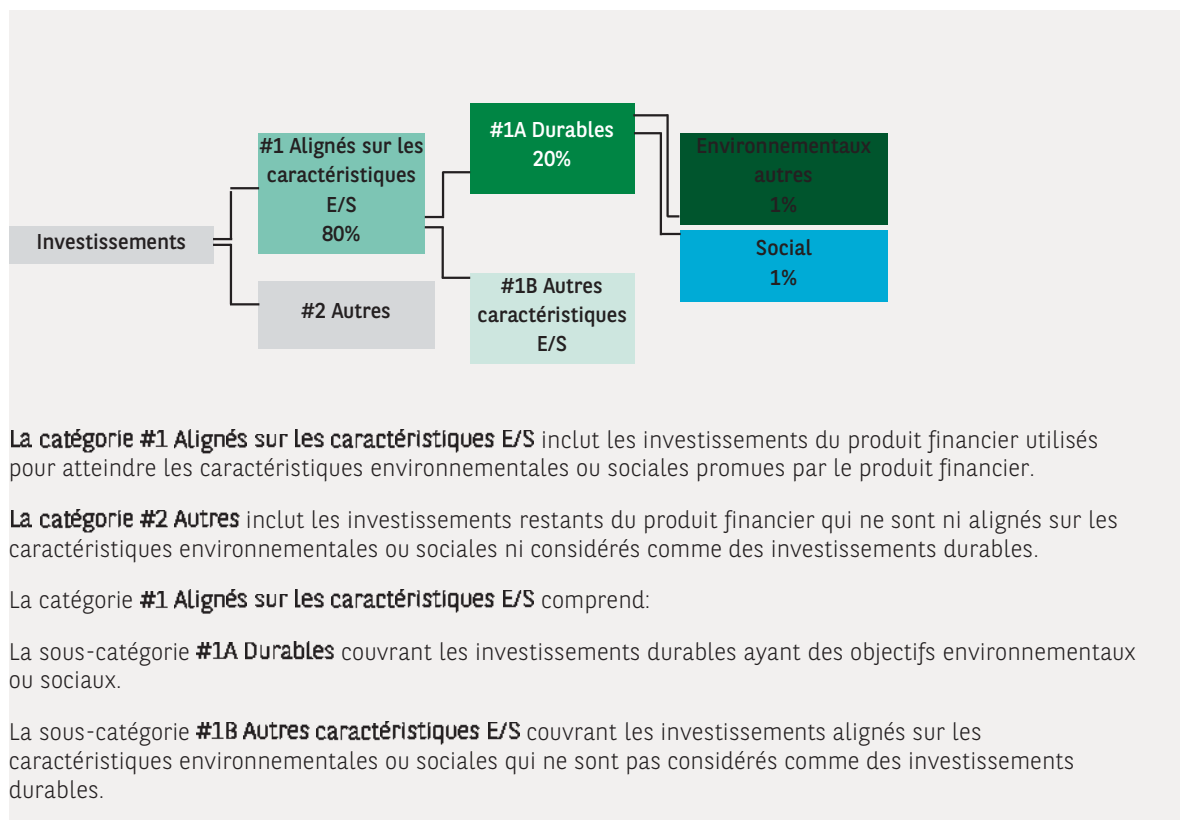 #1A Durables
20%
#1 Alignés sur les
caractéristiques
E/S
80%
Environnementaux
autres
1%
Investissements
Social
1%
#2 Autres
#1B Autres
caractéristiques
E/S
La catégorie #1 Alignés sur les caractéristiques E/S inclut les investissements du produit financier utilisés
pour atteindre les caractéristiques environnementales ou sociales promues par le produit financier.
La catégorie #2 Autres inclut les investissements restants du produit financier qui ne sont ni alignés sur les
caractéristiques environnementales ou sociales ni considérés comme des investissements durables.
La catégorie #1 Alignés sur les caractéristiques E/S comprend:
La sous-catégorie #1A Durables couvrant les investissements durables ayant des objectifs environnementaux
ou sociaux.
La sous-catégorie #1B Autres caractéristiques E/S couvrant les investissements alignés sur les
caractéristiques environnementales ou sociales qui ne sont pas considérés comme des investissements
durables.